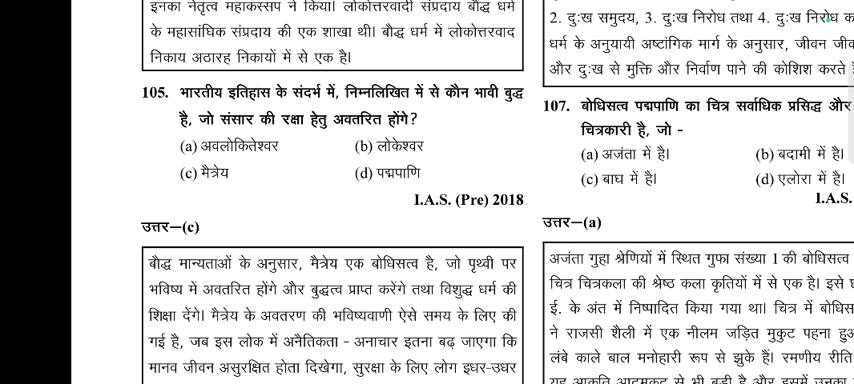 इनका नेतृत्व महाकस्सप ने किया। लोकोत्तरवादी संप्रदाय बौद्ध धर्म
के महासांघिक संप्रदाय की एक शाखा थी। बौद्ध धर्म में लोकोत्तरवाद
निकाय अठारह निकायों में से एक है।
105. भारतीय इतिहास के संदर्भ में, निम्नलिखित में से कौन भावी बुद्ध
है, जो संसार की रक्षा हेतु अवतरित होंगे?
(a) अवलोकितेश्वर (b) लोकेश्वर
(c) मैत्रेय (d) पद्मपाणि
I.A.S. (Pre) 2018
उत्तर–(c)
बौद्ध मान्यताओं के अनुसार, मैत्रेय एक बोधिसत्व है, जो पृथ्वी पर
भविष्य में अवतरित होंगे और बुद्धत्व प्राप्त करेंगे तथा विशुद्ध धर्म की
शिक्षा देंगे। मैत्रेय के अवतरण की भविष्यवाणी ऐसे समय के लिए की
गई है, जब इस लोक में अनैतिकता - अनाचार इतना बढ़ जाएगा कि
मानव जीवन असुरक्षित होता दिखेगा, सुरक्षा के लिए लोग इधर-उधर
2. दुःख समुदय, 3. दुःख निरोध तथा 4. दुःख निरोध
धर्म के अनुयायी अष्टांगिक मार्ग के अनुसार, जीवन
और दुःख से मुक्ति और निर्वाण पाने की कोशिश करते
107. बोधिसत्व पद्मपाणि का चित्र सर्वाधिक प्रसिद्ध और
चित्रकारी है, जो -
(a) अजंता में है। (b) बदामी में है।
(c) बाघ में है। (d) एलोरा में है।
I.A.S.
उत्तर–(a)
अजंता गुहा श्रेणियों में स्थित गुफा संख्या 1 की बोधिसत्व
चित्र चित्रकला की श्रेष्ठ कला कृतियों में से एक है। इसे
ई. के अंत में निष्पादित किया गया था। चित्र में
ने राजसी शैली में एक नीलम जड़ित मुकुट पहना
लंबे काले बाल मनोहारी रूप से झुके हैं। रमणीय रीति